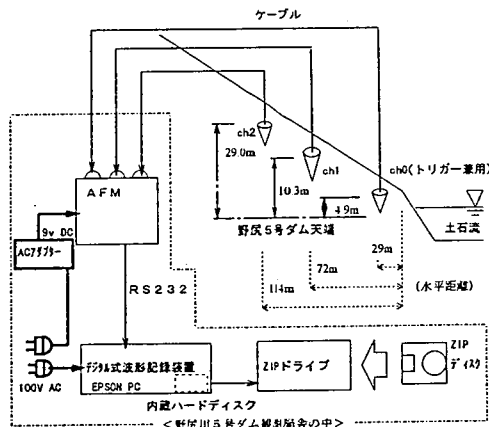 ケーブル
ch2
29.0m
ch1
10.3m
ch0(トリガー兼用)
4.9m
野尻5号ダム天端
土石流
29m
72m
114m
(水平距離)
AFM
9v DC
ACアダプター
RS232
100V AC
デジタル式波形記録装置
EPSON PC
内蔵ハードディスク
ZIPドライブ
ZIP
ディスク
<野尻川5号ダム観測局舎の中>